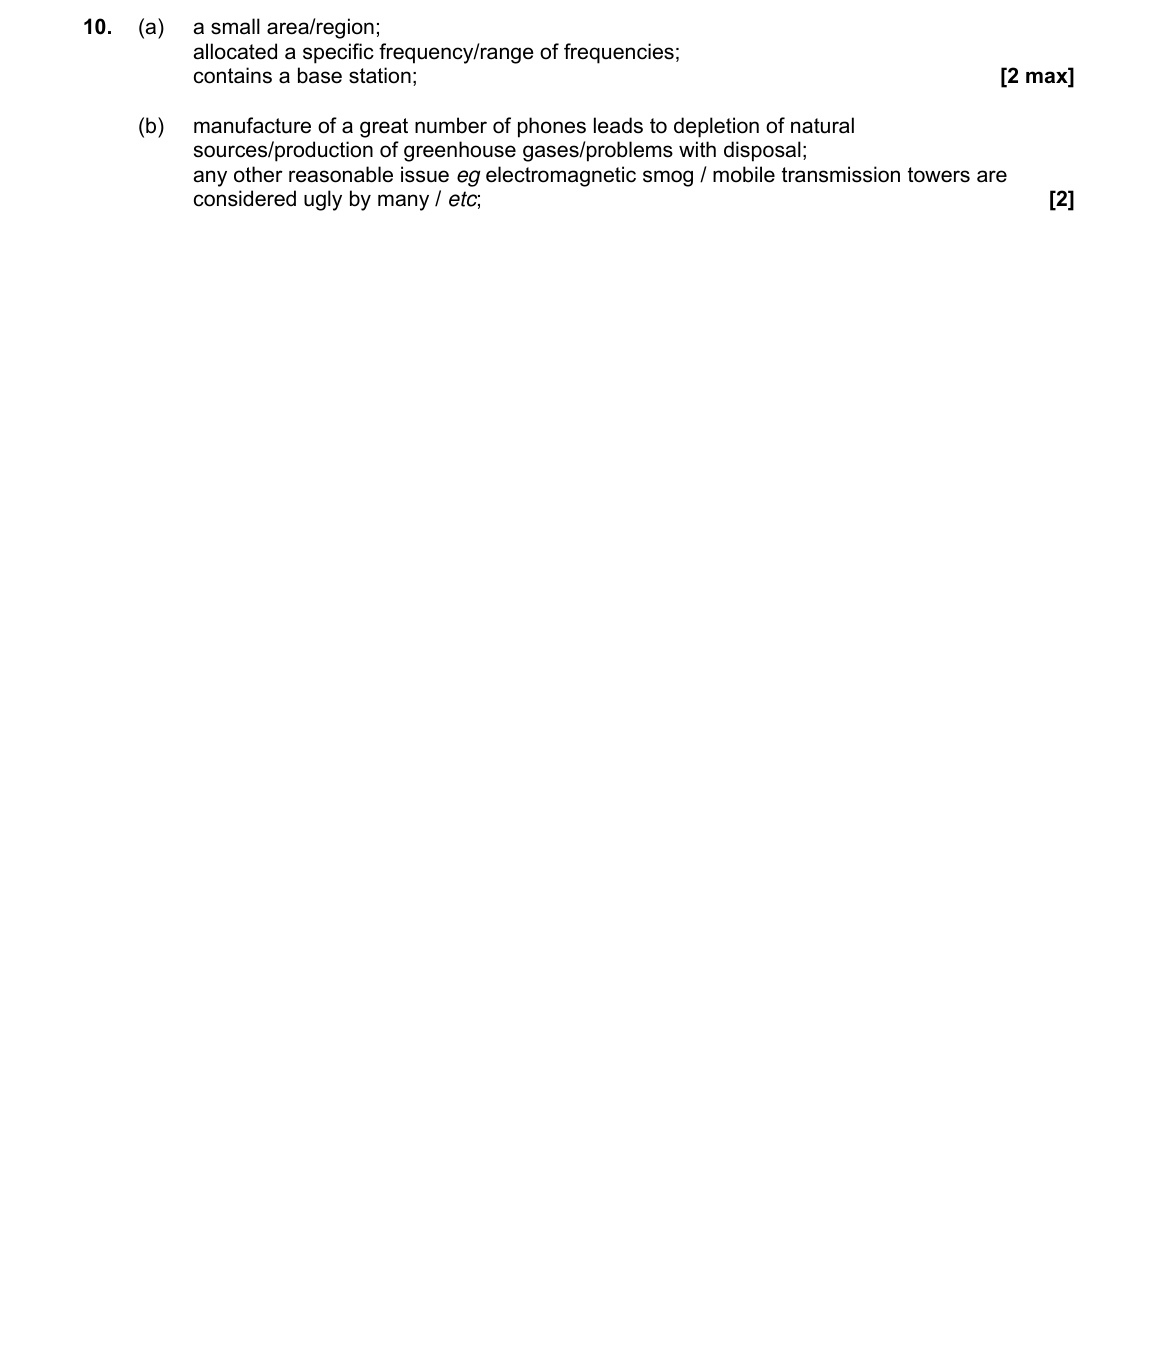 10. (a) a small area/region;
allocated a specific frequency/range of frequencies;
contains a base station; [2 max]
(b) manufacture of a great number of phones leads to depletion of natural
sources/production of greenhouse gases/problems with disposal;
any other reasonable issue eg electromagnetic smog / mobile transmission towers are
considered ugly by many / etc; [2]